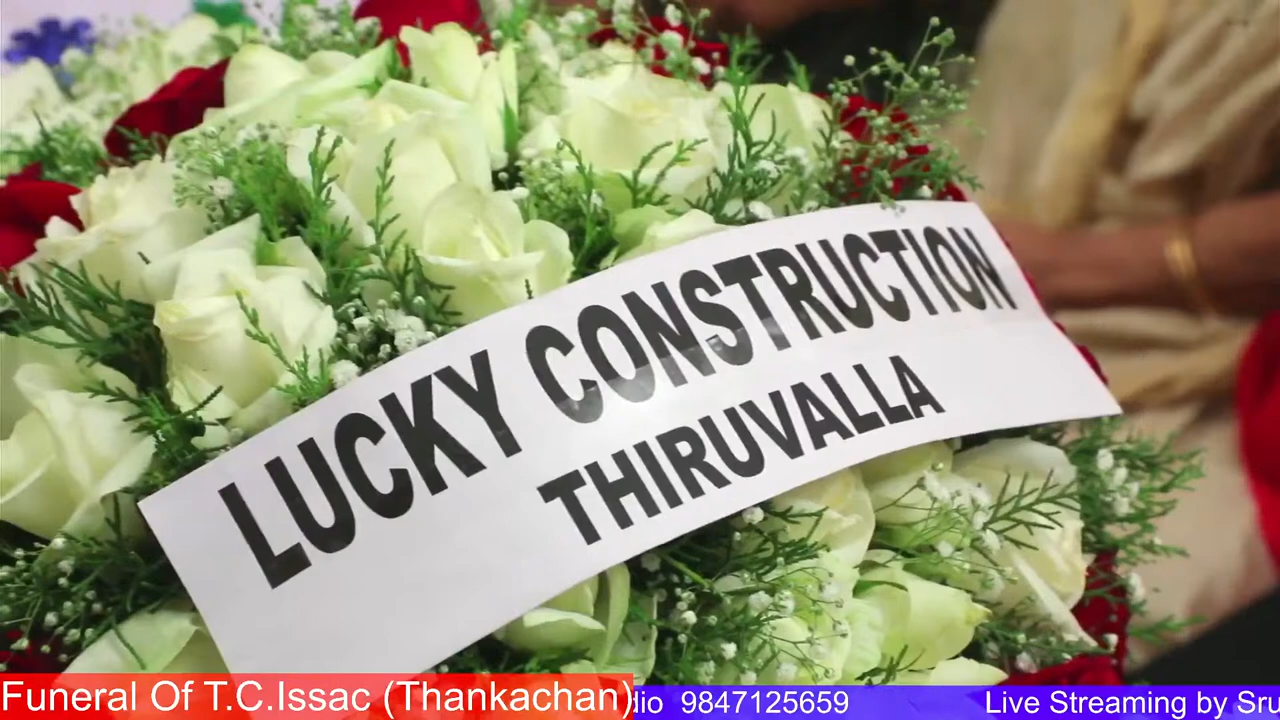 LUCKY CONSTRUCTION
THIRUVALLA
Funeral Of T.C.Issac (Thankachan)
9847125659
Live Streaming by